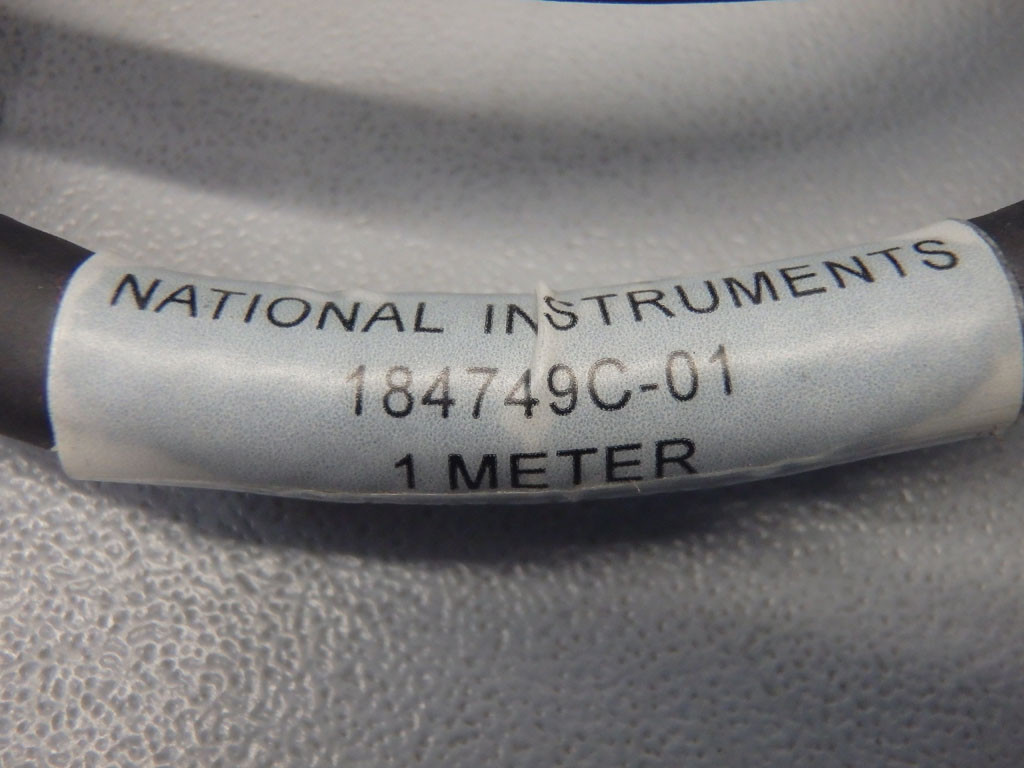 NATIONAL INSTRUMENTS
184749C-01
1 METER